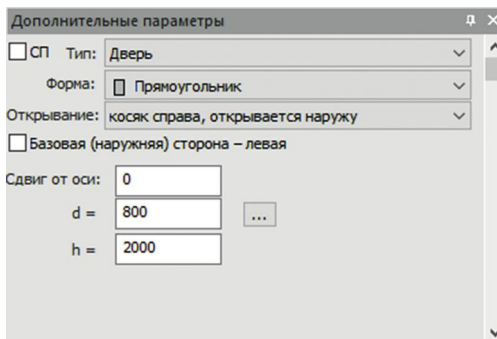 Дополнительные параметры
СП Тип: Дверь
Форма: Прямоугольник
Открывание: косяк справа, открывается наружу
Базовая (наружняя) сторона – левая
Сдвиг от оси: 0
d = 800 ...
h = 2000